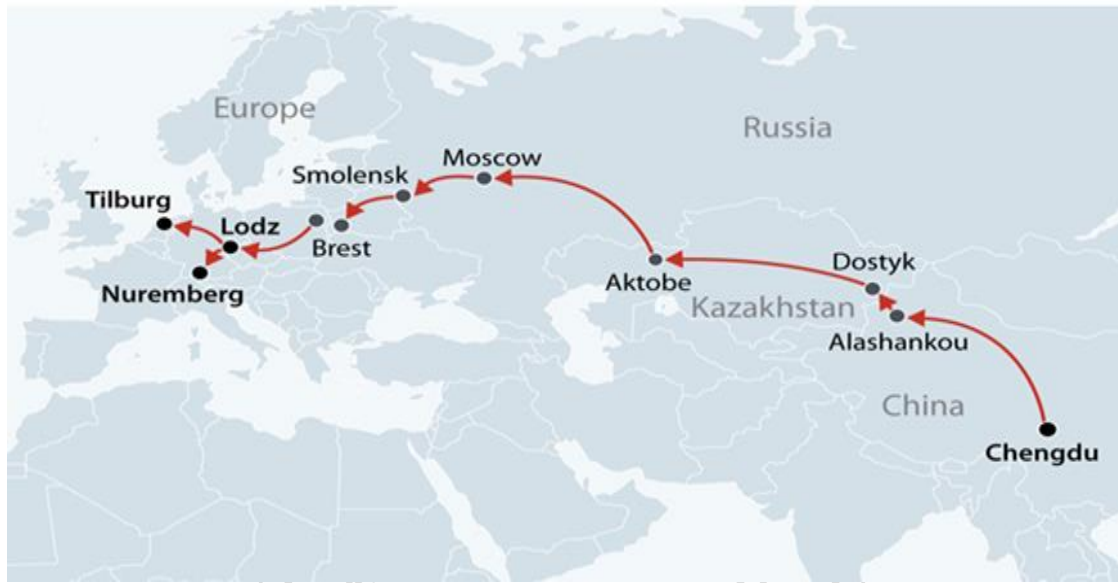 Europe
Russia
Moscow
Smolensk
Tilburg
Lodz
Brest
Nuremberg
Aktobe
Dostyk
Kazakhstan
Alashankou
China
Chengdu